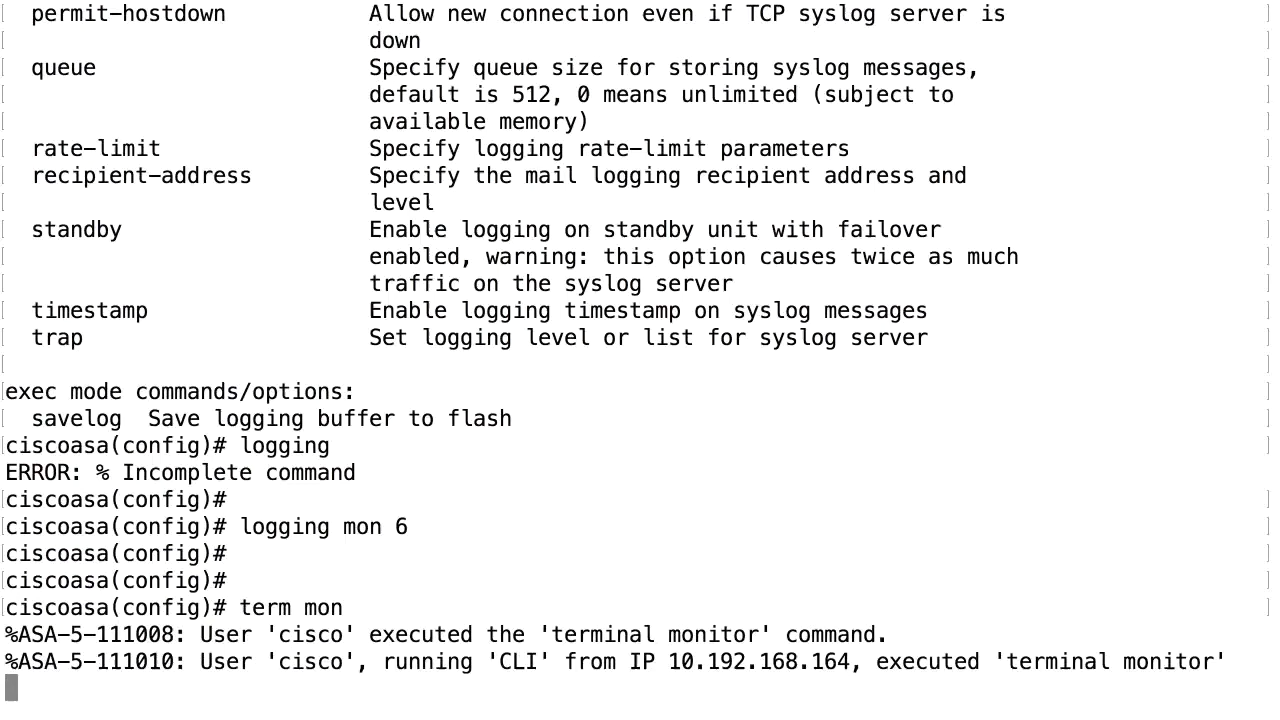 permit-hostdown Allow new connection even if TCP syslog server is
down
queue Specify queue size for storing syslog messages,
default is 512, 0 means unlimited (subject to
available memory)
rate-limit Specify logging rate-limit parameters
recipient-address Specify the mail logging recipient address and
level
standby Enable logging on standby unit with failover
enabled, warning: this option causes twice as much
traffic on the syslog server
timestamp Enable logging timestamp on syslog messages
trap Set logging level or list for syslog server
exec mode commands/options:
savelog Save logging buffer to flash
ciscoasa(config)# logging
ERROR: % Incomplete command
ciscoasa(config)#
ciscoasa(config)# logging mon 6
ciscoasa(config)#
ciscoasa(config)#
ciscoasa(config)# term mon
%ASA-5-111008: User 'cisco' executed the 'terminal monitor' command.
%ASA-5-111010: User 'cisco', running 'CLI' from IP 10.192.168.164, executed 'terminal monitor'